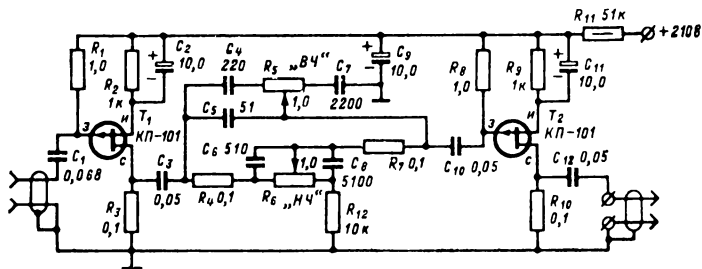 R11 51к
+210В
R1
1,0
R2
1к
C2
10,0
C4
220
R5 „ВЧ“
1,0
C7
2200
C9
10,0
R8
1,0
R9
1к
C11
10,0
C5 51
T1
КП-101
и
з
с
T2
КП-101
и
з
с
C1
0,068
C3
0,05
R4 0,1
C6 510
1,0
R6 „НЧ“
C8
5100
R7 0,1
C10 0,05
C12 0,05
R3
0,1
R12
10к
R10
0,1